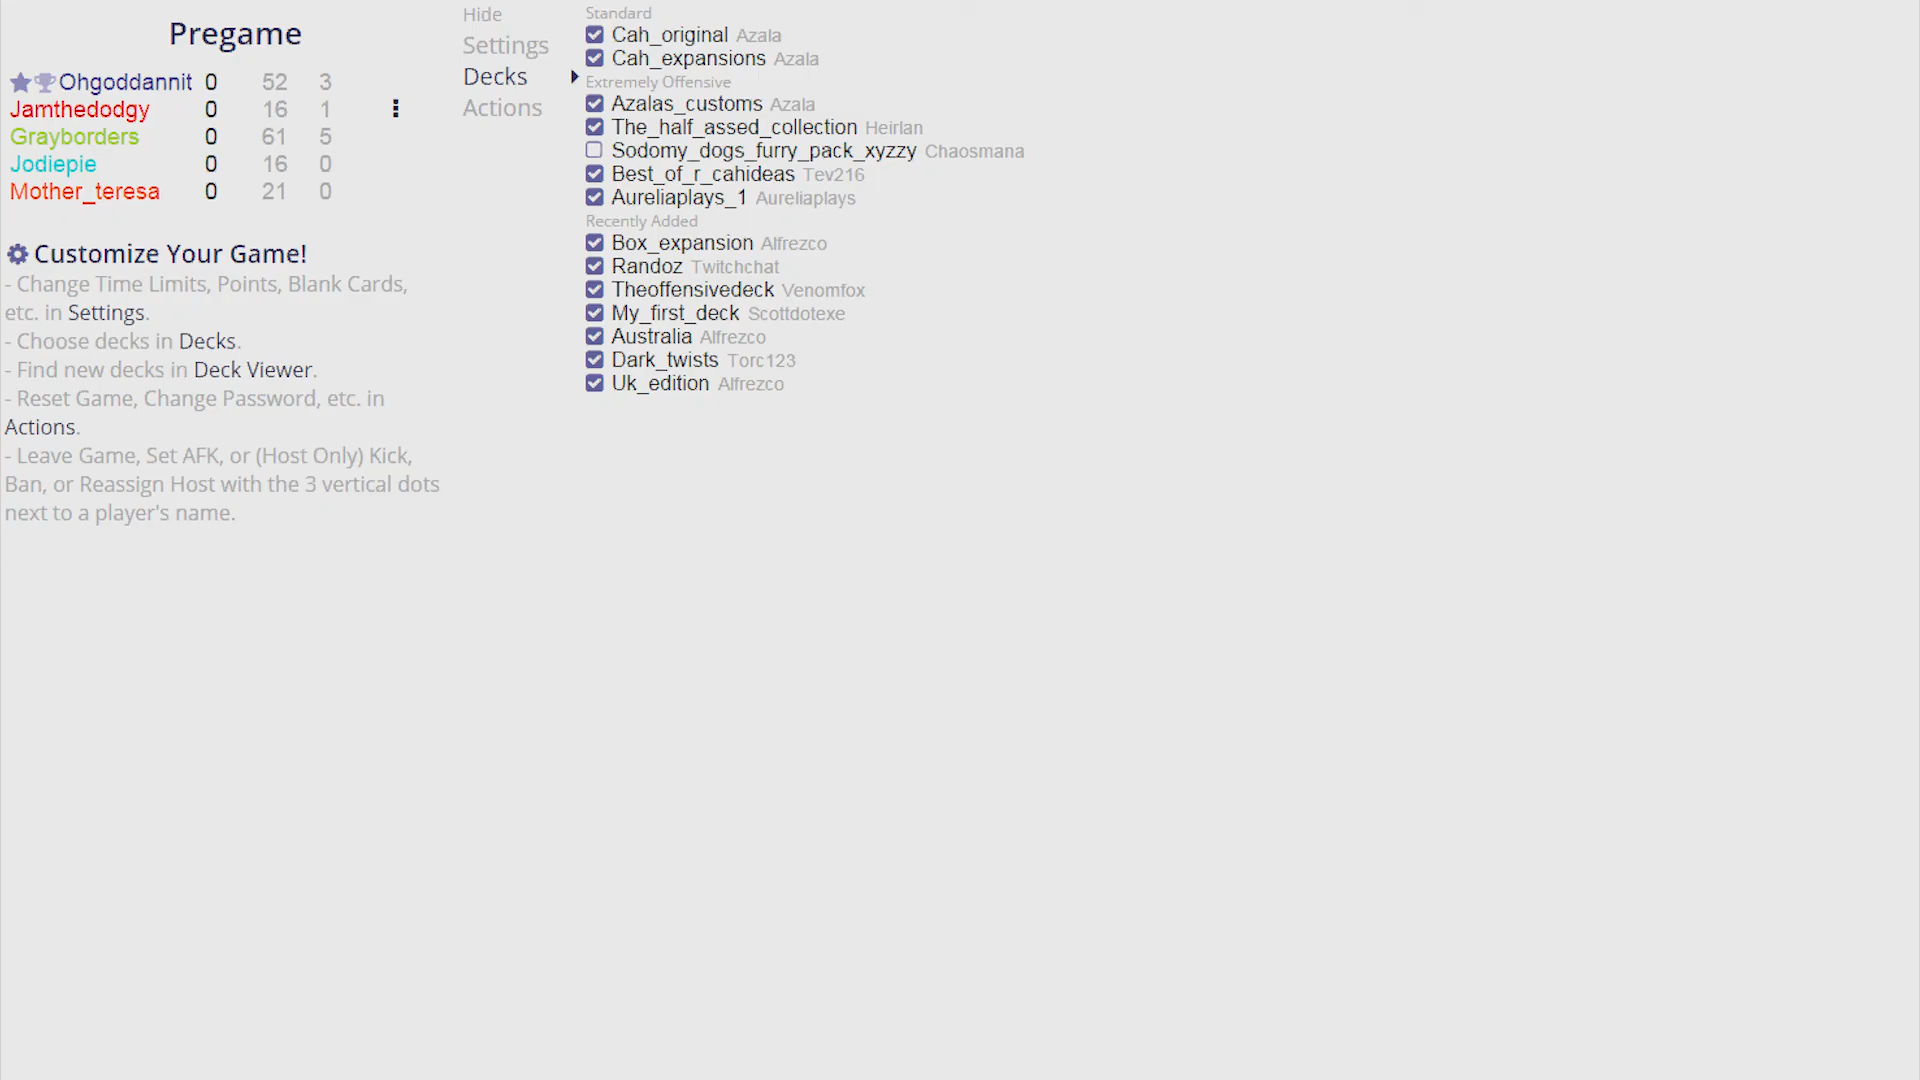 Pregame
Ohgoddannit 0 52 3
Jamthedodgy 0 16 1
Grayborders 0 61 5
Jodiepie 0 16 0
Mother_teresa 0 21 0
Customize Your Game!
- Change Time Limits, Points, Blank Cards,
etc. in Settings.
- Choose decks in Decks.
- Find new decks in Deck Viewer.
- Reset Game, Change Password, etc. in
Actions.
- Leave Game, Set AFK, or (Host Only) Kick,
Ban, or Reassign Host with the 3 vertical dots
next to a player's name.
Hide
Settings
Decks
Actions
Standard
Cah_original Azala
Cah_expansions Azala
Extremely Offensive
Azalas_customs Azala
The_half_assed_collection Heirlan
Sodomy_dogs_furry_pack_xyzzy Chaosmana
Best_of_r_cahideas Tev216
Aureliaplays_1 Aureliaplays
Recently Added
Box_expansion Alfrezco
Randoz Twitchchat
Theoffensivedeck Venomfox
My_first_deck Scottdotexe
Australia Alfrezco
Dark_twists Torc123
Uk_edition Alfrezco